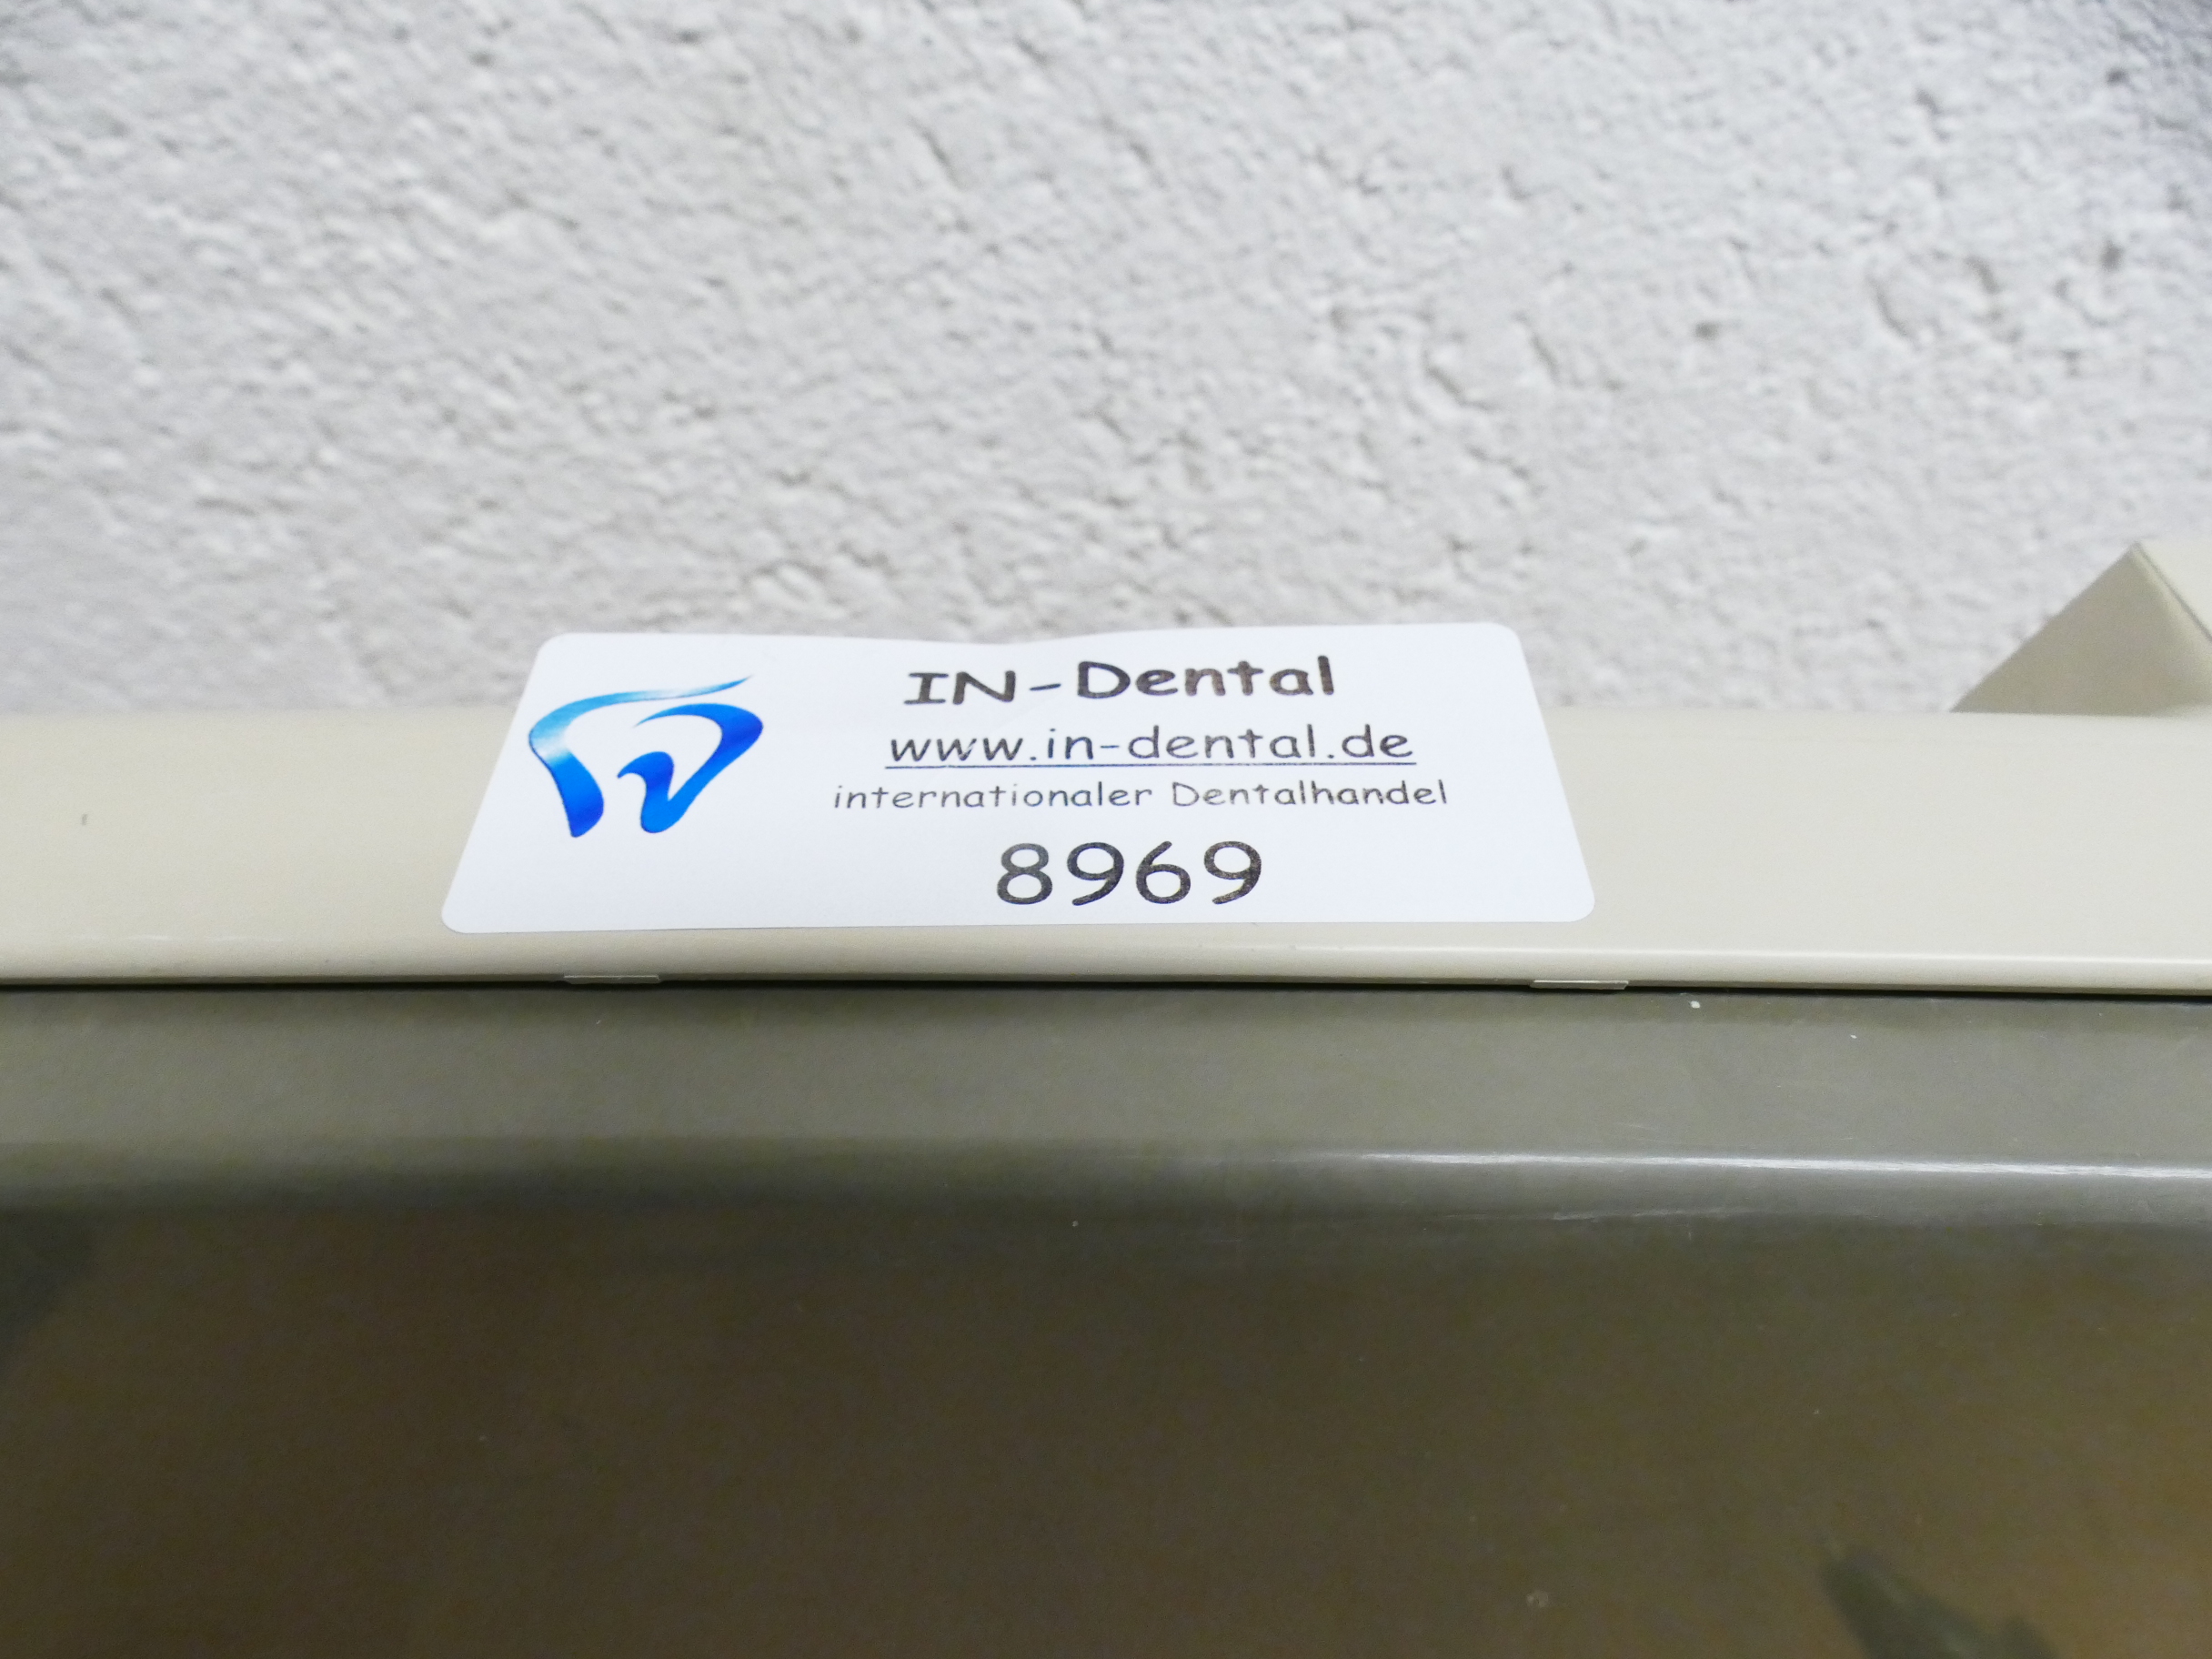 IN-Dental
www.in-dental.de
internationaler Dentalhandel
8969